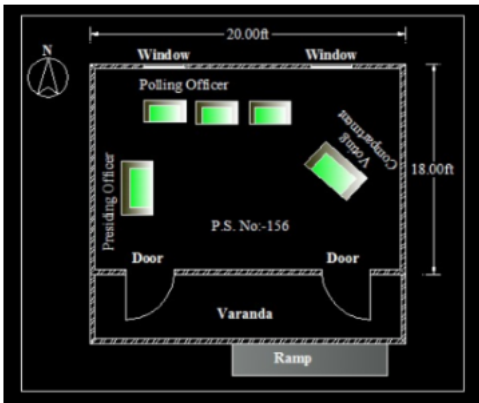 20.00ft
N
Window
Window
Polling Officer
Voting
Compartment
18.00ft
Presiding Officer
P.S. No:-156
Door
Door
Varanda
Ramp